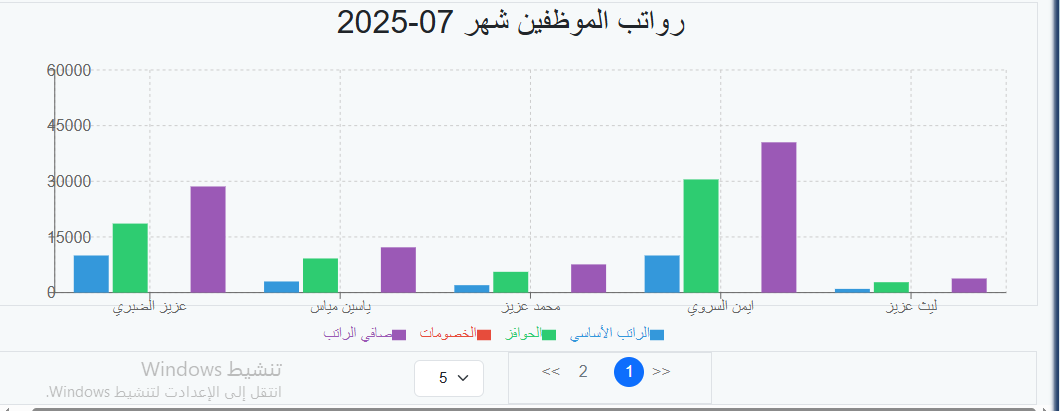 رواتب الموظفين شهر 07-2025
60000
45000
30000
15000
0
عزيز الضبري ياسين مياس محمد عزيز ايمن السروي ليث عزيز
الراتب الأساسي الحوافز الخصومات صافي الراتب
<< 2 1 >>
5
تنشيط Windows
انتقل إلى الإعدادت لتنشيط Windows.